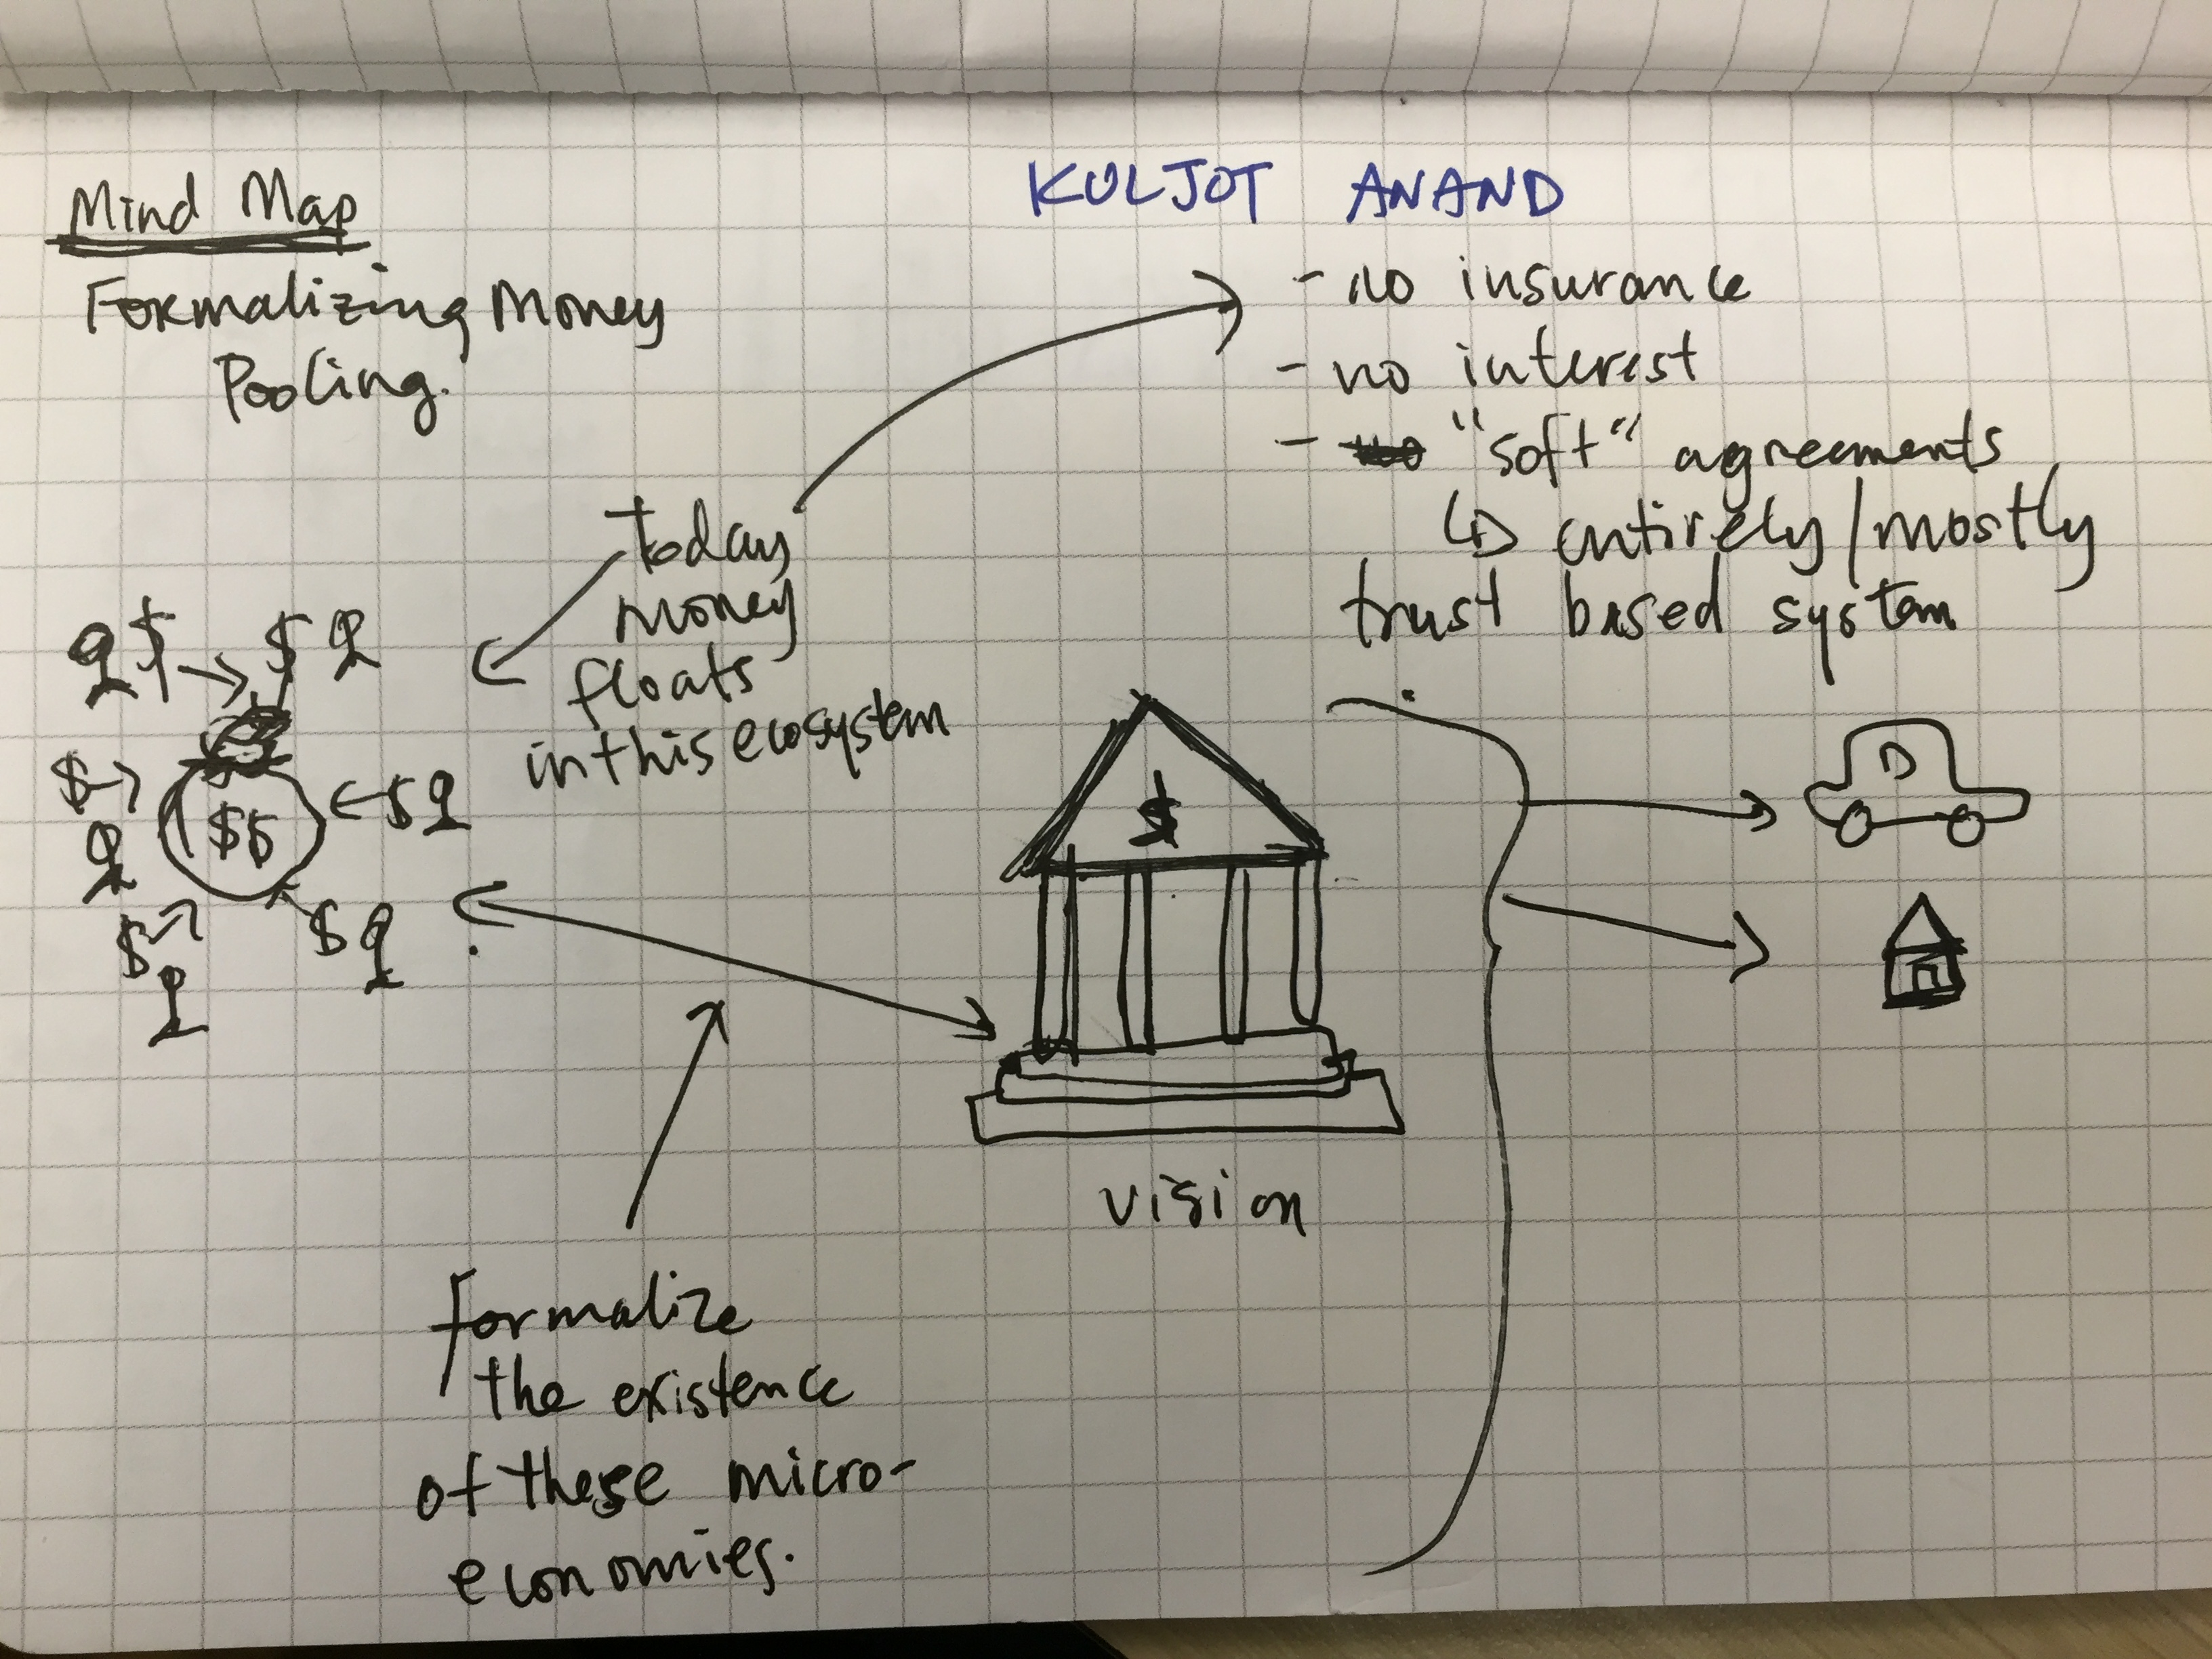 Mind Map
Formalizing Money
Pooling.
KULJOT ANAND
- no insurance
- no interest
- "soft" agreements
↳ entirely/mostly
trust based system
today
money
floats
in this ecosystem
$ $
$
$$
$
$
$
$
vision
formalize
the existence
of these micro-
economies.